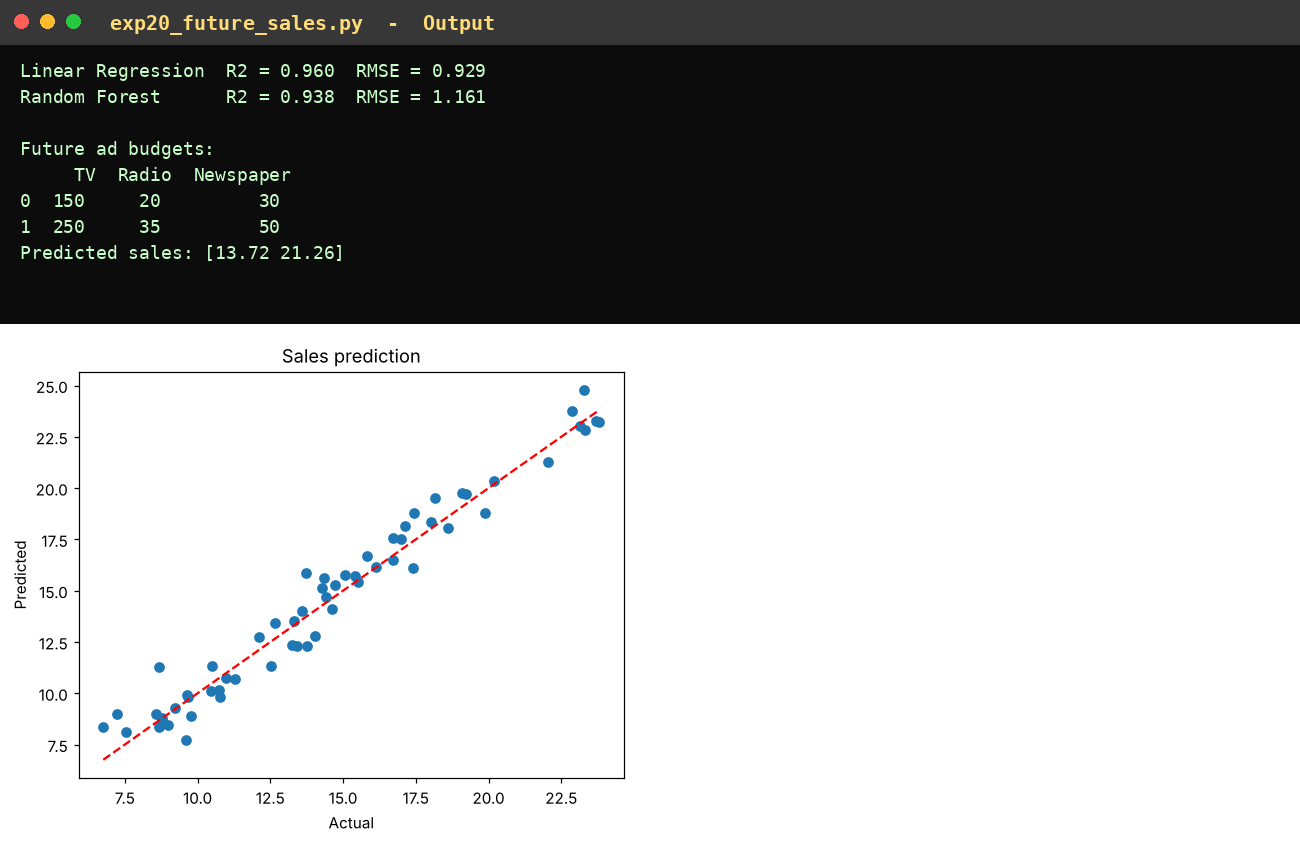 exp20_future_sales.py  -  Output
Linear Regression  R2 = 0.960  RMSE = 0.929
Random Forest      R2 = 0.938  RMSE = 1.161
Future ad budgets:
     TV  Radio  Newspaper
0  150     20         30
1  250     35         50
Predicted sales: [13.72 21.26]
Sales prediction
25.0
22.5
20.0
17.5
15.0
12.5
10.0
7.5
Predicted
7.5 10.0 12.5 15.0 17.5 20.0 22.5
Actual